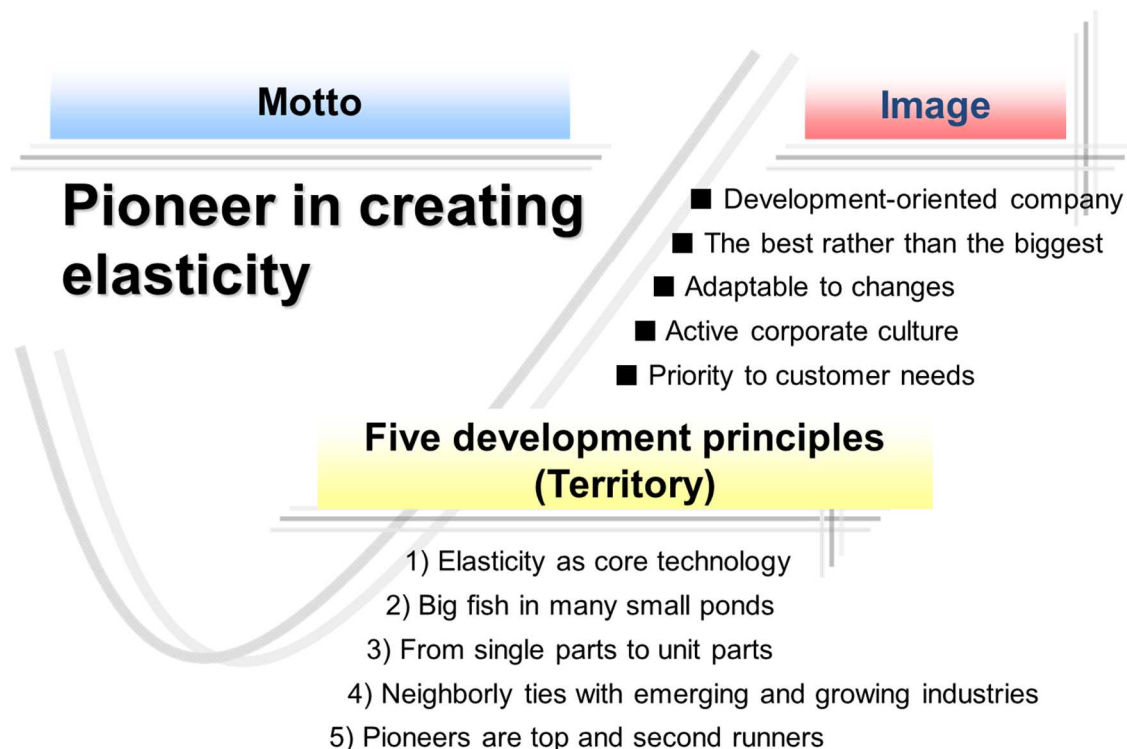 Motto
Pioneer in creating
elasticity
Image
■ Development-oriented company
■ The best rather than the biggest
■ Adaptable to changes
■ Active corporate culture
■ Priority to customer needs
Five development principles
(Territory)
1) Elasticity as core technology
2) Big fish in many small ponds
3) From single parts to unit parts
4) Neighborly ties with emerging and growing industries
5) Pioneers are top and second runners